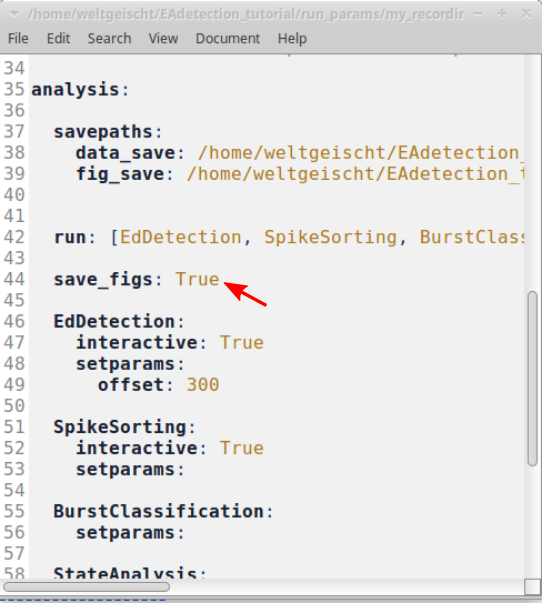 /home/weltgeischt/EAdetection_tutorial/run_params/my_recordir
File Edit Search View Document Help
34
35 analysis:
36
37 savepaths:
38 data_save: /home/weltgeischt/EAdetection_
39 fig_save: /home/weltgeischt/EAdetection_t
40
41
42 run: [EdDetection, SpikeSorting, BurstClass
43
44 save_figs: True
45
46 EdDetection:
47 interactive: True
48 setparams:
49 offset: 300
50
51 SpikeSorting:
52 interactive: True
53 setparams:
54
55 BurstClassification:
56 setparams:
57
58 StateAnalysis: